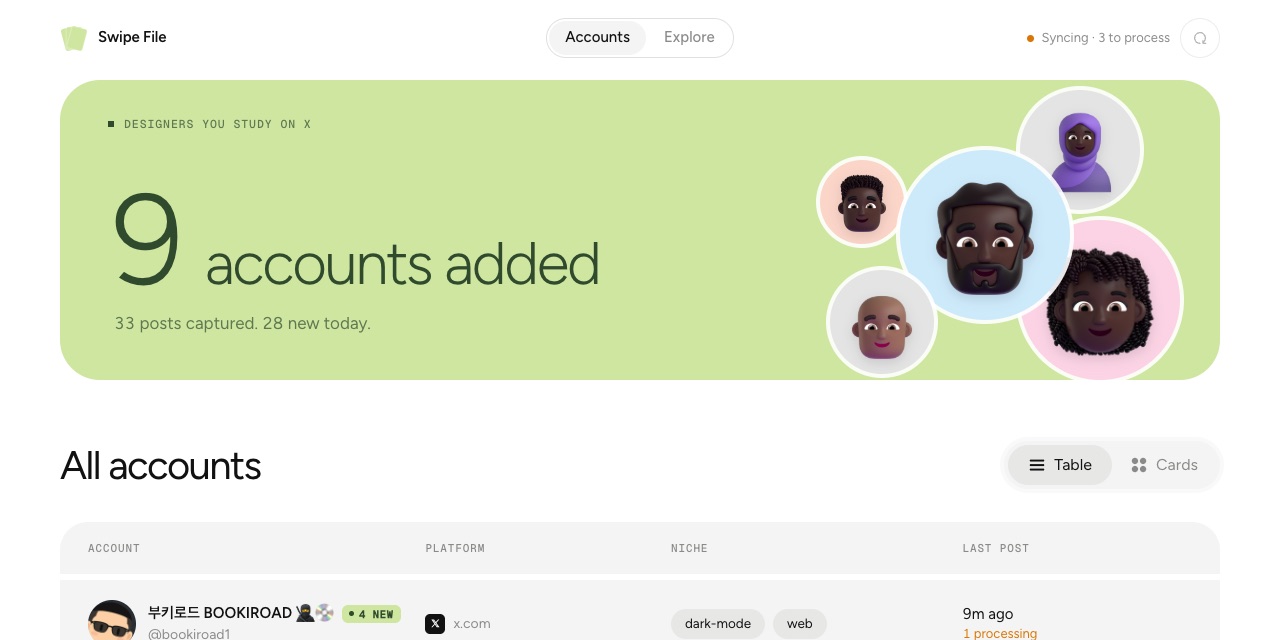 Swipe File
Accounts
Explore
Syncing · 3 to process
DESIGNERS YOU STUDY ON X
9 accounts added
33 posts captured. 28 new today.
All accounts
Table
Cards
ACCOUNT
PLATFORM
NICHE
LAST POST
부키로드 BOOKIROAD 🥷💿
4 NEW
@bookiroad1
𝕏
x.com
dark-mode
web
9m ago
1 processing